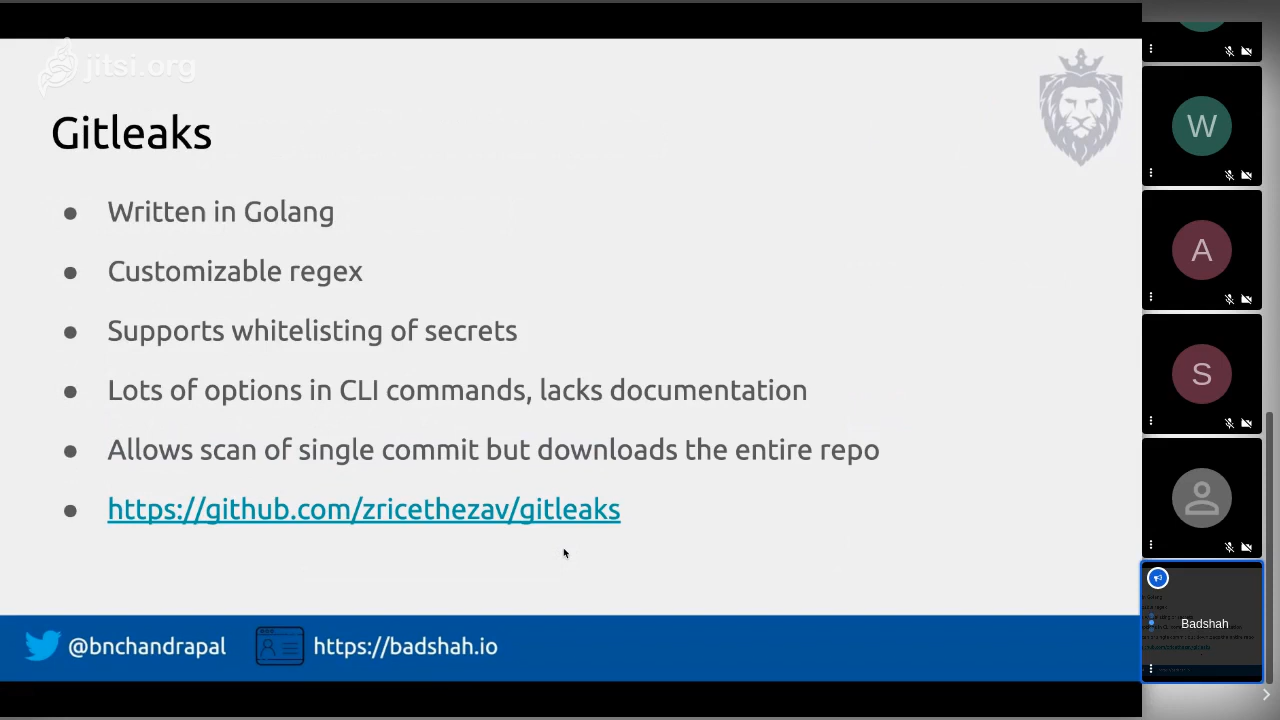 jitsi.org
Gitleaks
● Written in Golang
● Customizable regex
● Supports whitelisting of secrets
● Lots of options in CLI commands, lacks documentation
● Allows scan of single commit but downloads the entire repo
● https://github.com/zricethezav/gitleaks
@bnchandrapal
https://badshah.io
W
A
S
Badshah